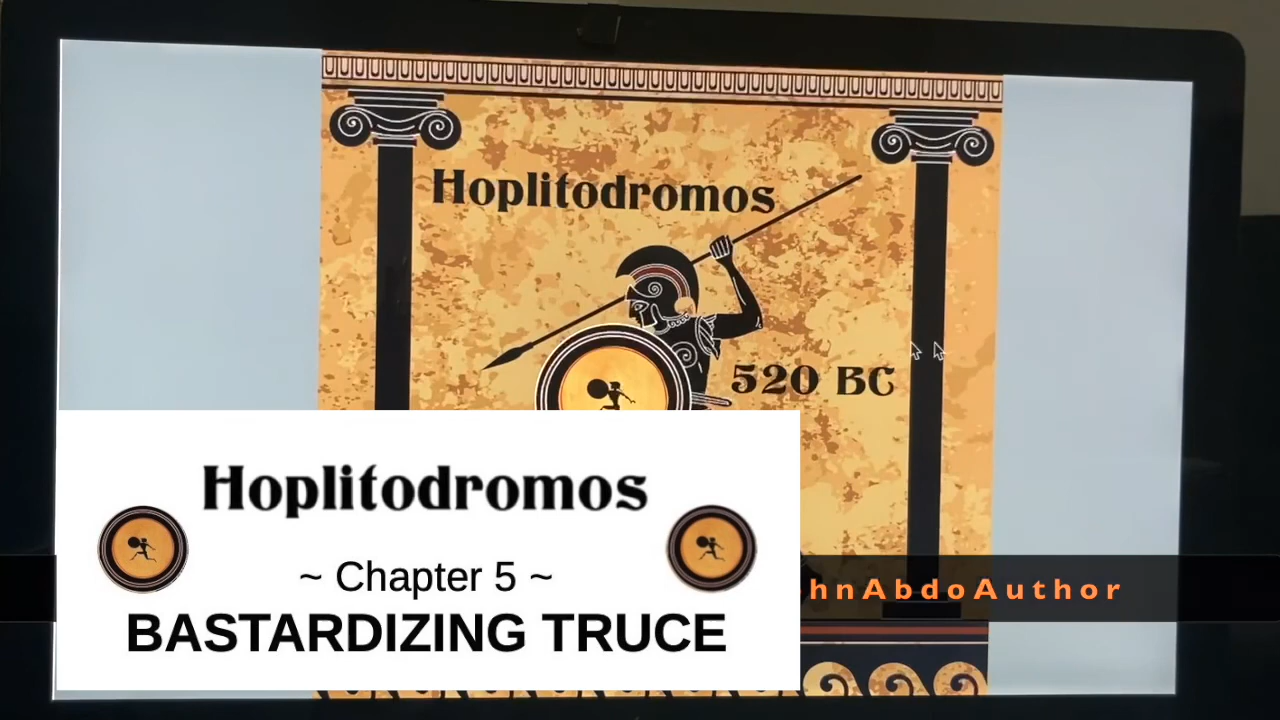 Hoplitodromos
520 BC
Hoplitodromos
~ Chapter 5 ~
BASTARDIZING TRUCE
hnAbdoAuthor